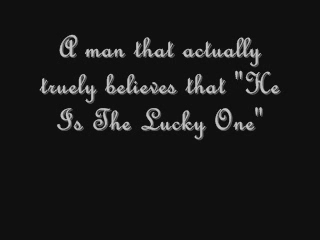 A man that actually
truely believes that "He
Is The Lucky One"